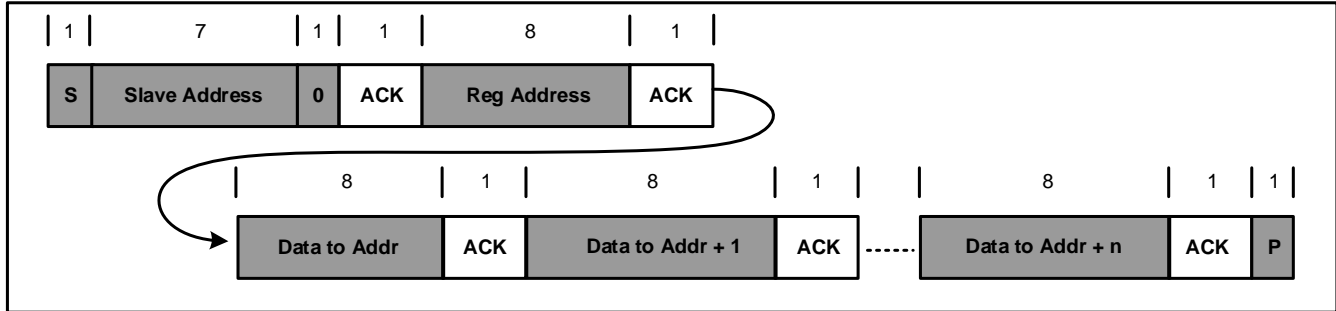 1 7 1 1 8 1
S Slave Address 0 ACK Reg Address ACK
8 1 8 1 8 1 1
Data to Addr ACK Data to Addr + 1 ACK Data to Addr + n ACK P